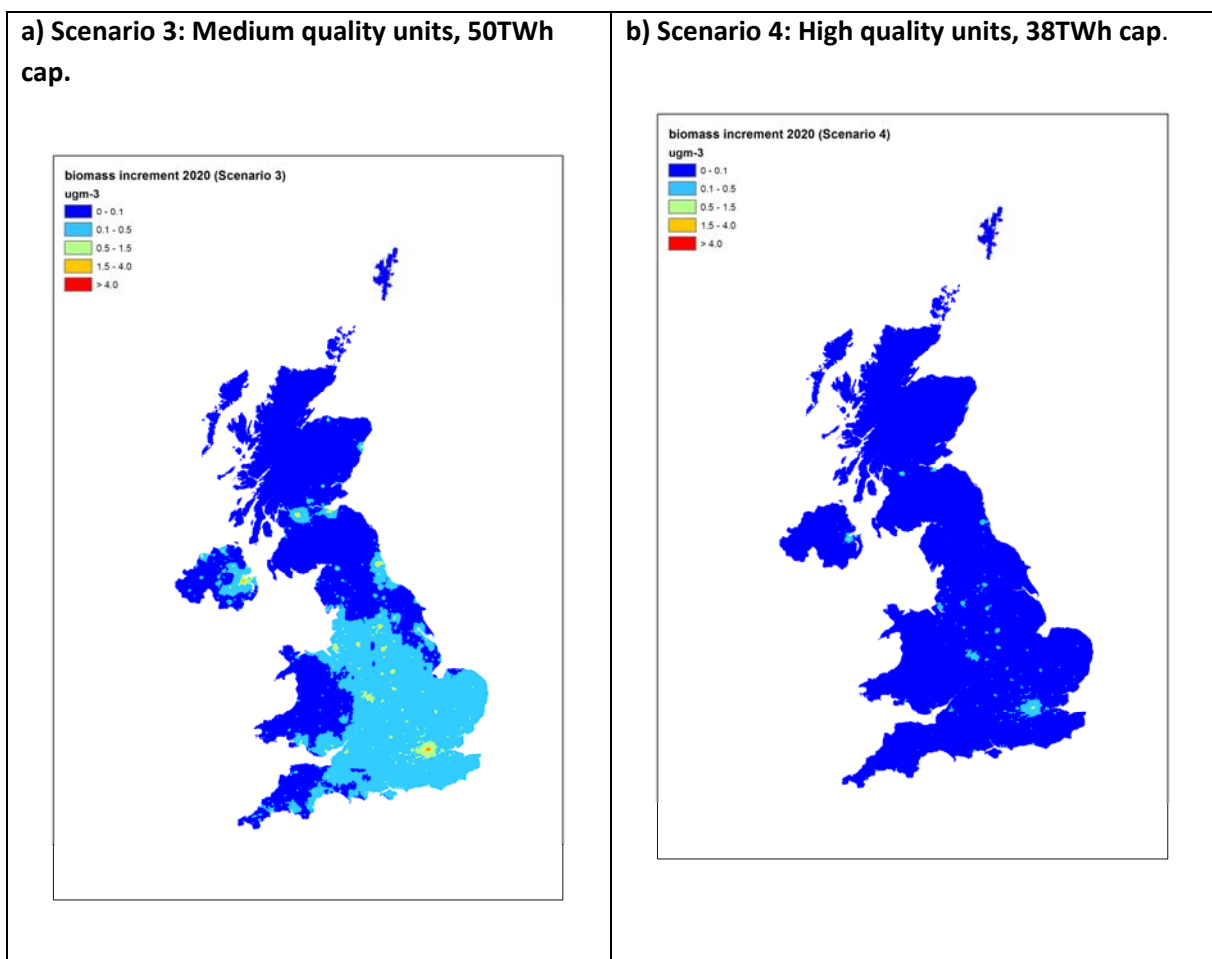 a) Scenario 3: Medium quality units, 50TWh
cap.
biomass increment 2020 (Scenario 3)
ugm-3
0 - 0.1
0.1 - 0.5
0.5 - 1.5
1.5 - 4.0
> 4.0
b) Scenario 4: High quality units, 38TWh cap.
biomass increment 2020 (Scenario 4)
ugm-3
0 - 0.1
0.1 - 0.5
0.5 - 1.5
1.5 - 4.0
> 4.0